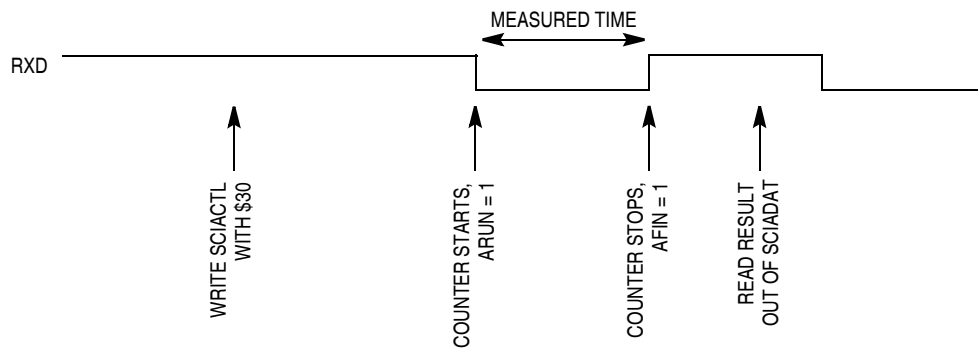 MEASURED TIME
RXD
WRITE SCIACTL
WITH $30
COUNTER STARTS,
ARUN = 1
COUNTER STOPS,
AFIN = 1
READ RESULT
OUT OF SCIADAT